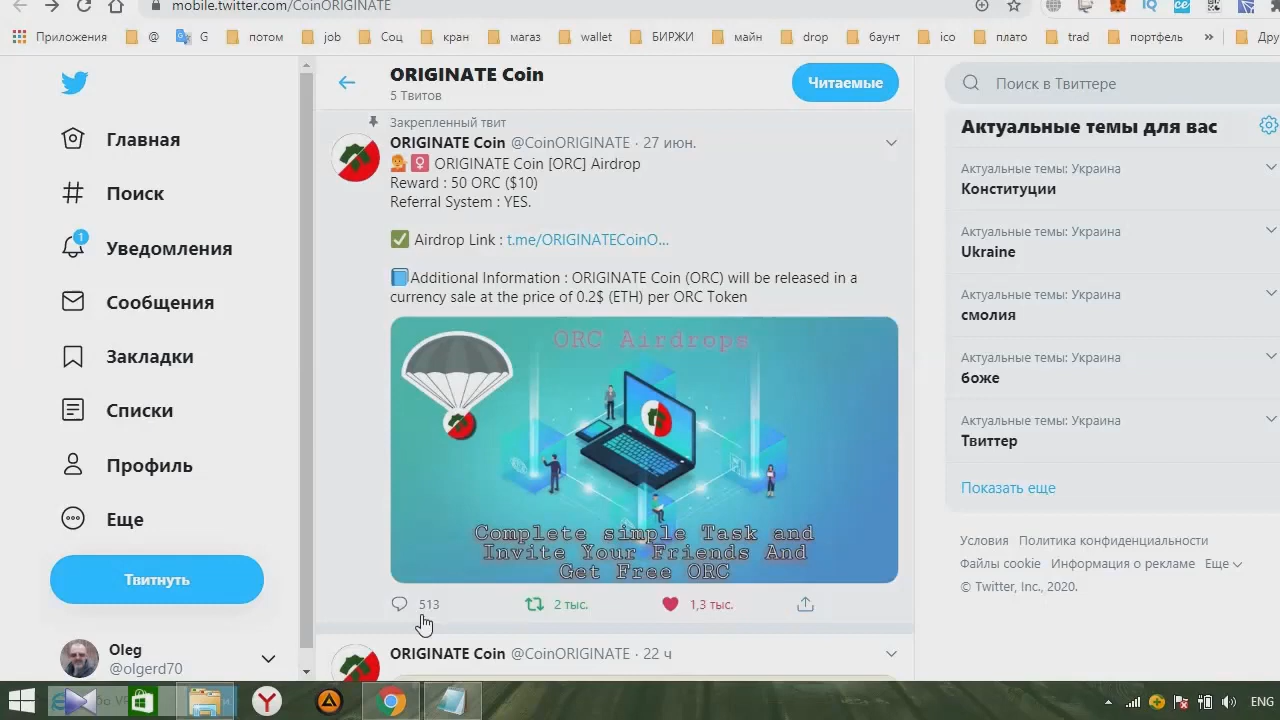 mobile.twitter.com/CoinORIGINATE
Приложения
@
G
потом
job
Соц
кран
магаз
wallet
БИРЖИ
майн
drop
баунт
ico
плато
trad
портфель
»
Дру
Главная
Поиск
1
Уведомления
Сообщения
Закладки
Списки
Профиль
Еще
Твитнуть
Oleg
@olgerd70
ORIGINATE Coin
5 Твитов
Читаемые
Закрепленный твит
ORIGINATE Coin @CoinORIGINATE · 27 июн.
ORIGINATE Coin [ORC] Airdrop
Reward : 50 ORC ($10)
Referral System : YES.
Airdrop Link : t.me/ORIGINATECoinO...
Additional Information : ORIGINATE Coin (ORC) will be released in a
currency sale at the price of 0.2$ (ETH) per ORC Token
ORC Airdrops
Complete simple Task and
Invite Your Friends And
Get Free ORC
513
2 тыс.
1,3 тыс.
ORIGINATE Coin @CoinORIGINATE · 22 ч
Поиск в Твиттере
Актуальные темы для вас
Актуальные темы: Украина
Конституции
Актуальные темы: Украина
Ukraine
Актуальные темы: Украина
смолия
Актуальные темы: Украина
боже
Актуальные темы: Украина
Твиттер
Показать еще
Условия Политика конфиденциальности
Файлы cookie Информация о рекламе Еще
© Twitter, Inc., 2020.
ENG